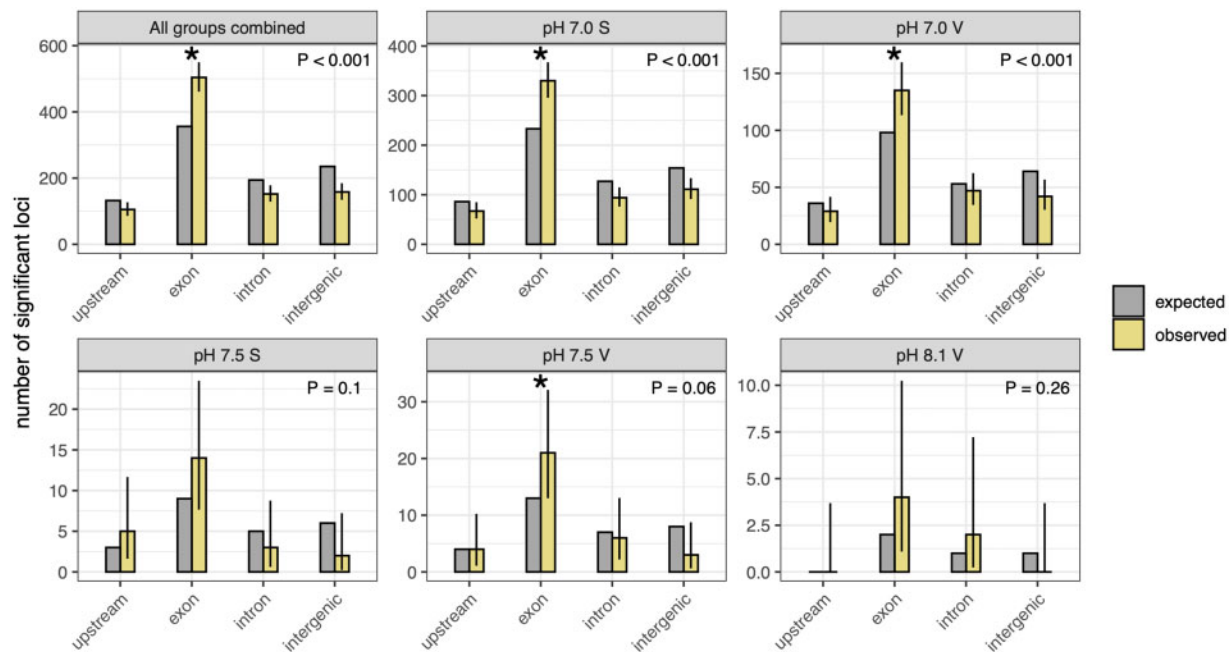 All groups combined
pH 7.0 S
pH 7.0 V
600
400
200
0
*
P < 0.001
upstream
exon
intron
intergenic
400
300
200
100
0
*
P < 0.001
upstream
exon
intron
intergenic
150
100
50
0
*
P < 0.001
upstream
exon
intron
intergenic
number of significant loci
expected
observed
pH 7.5 S
pH 7.5 V
pH 8.1 V
20
15
10
5
0
P = 0.1
upstream
exon
intron
intergenic
30
20
10
0
*
P = 0.06
upstream
exon
intron
intergenic
10.0
7.5
5.0
2.5
0.0
P = 0.26
upstream
exon
intron
intergenic